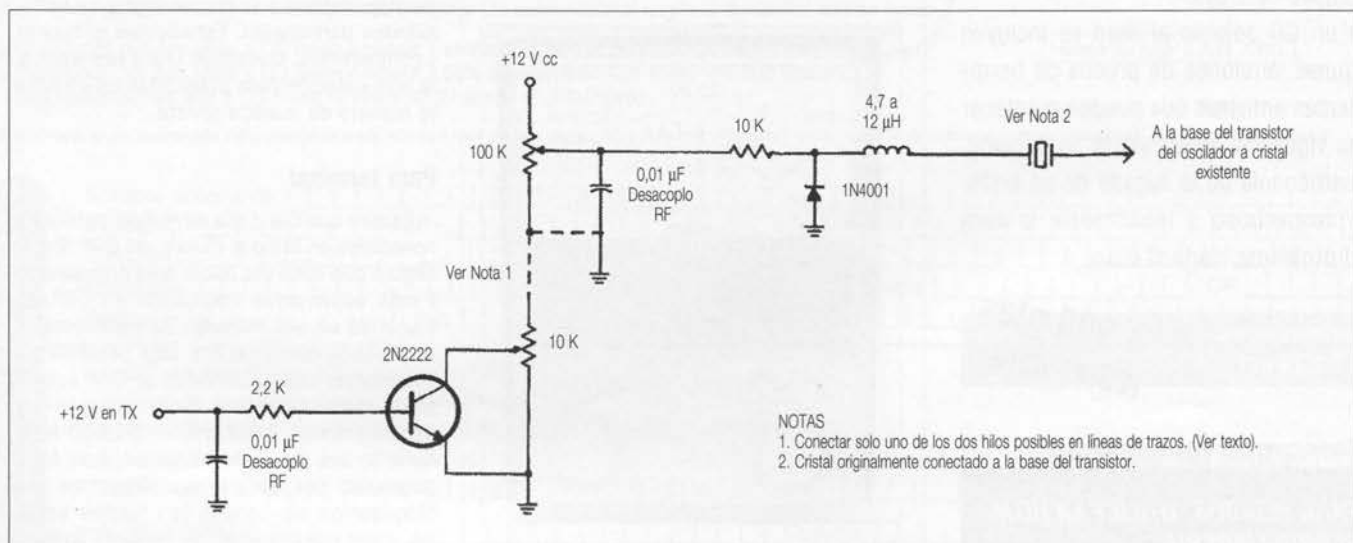 +12 V cc
100 K
0,01 µF
Desacoplo
RF
10 K
4,7 a
12 µH
1N4001
Ver Nota 2
A la base del transistor
del oscilador a cristal
existente
Ver Nota 1
10 K
2N2222
2,2 K
+12 V en TX
0,01 µF
Desacoplo
RF
NOTAS
1. Conectar solo uno de los dos hilos posibles en líneas de trazos. (Ver texto).
2. Cristal originalmente conectado a la base del transistor.